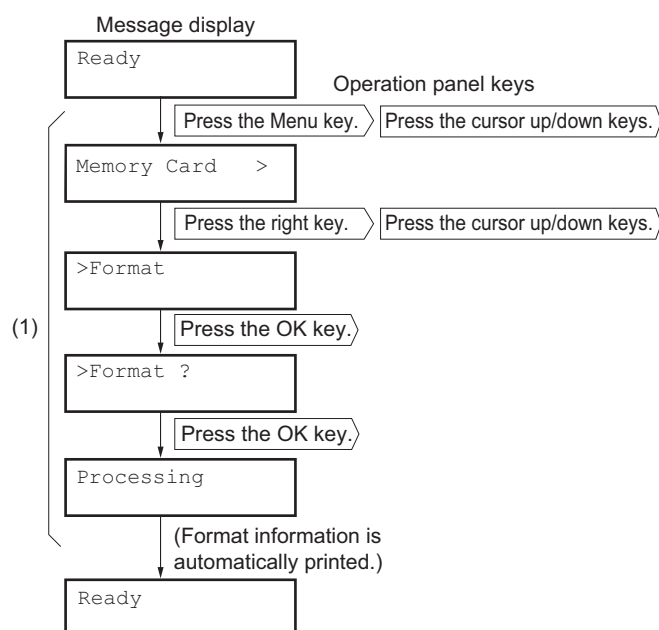 Message display
Ready
Operation panel keys
Press the Menu key. Press the cursor up/down keys.
Memory Card >
Press the right key. Press the cursor up/down keys.
>Format
(1)
Press the OK key.
>Format ?
Press the OK key.
Processing
(Format information is
automatically printed.)
Ready